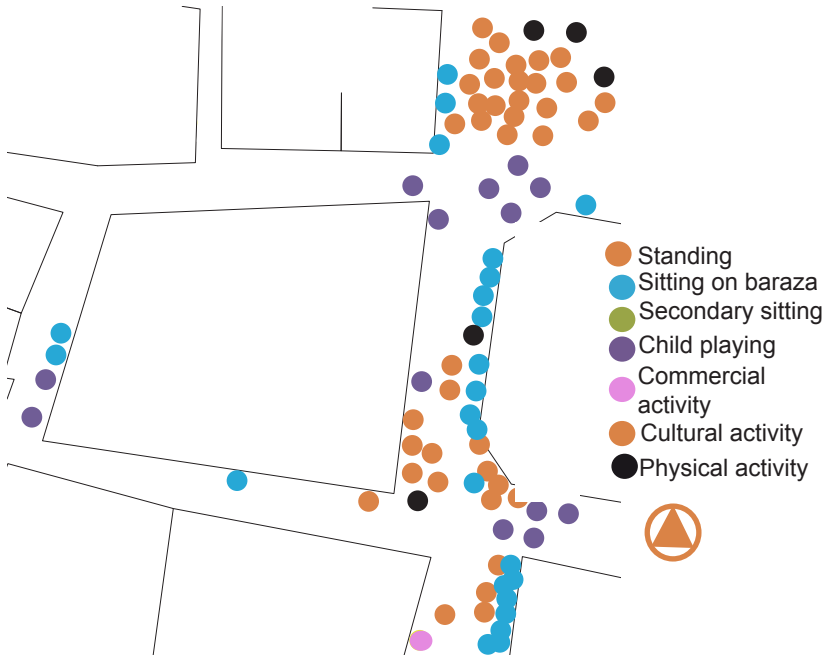 Standing
Sitting on baraza
Secondary sitting
Child playing
Commercial
activity
Cultural activity
Physical activity